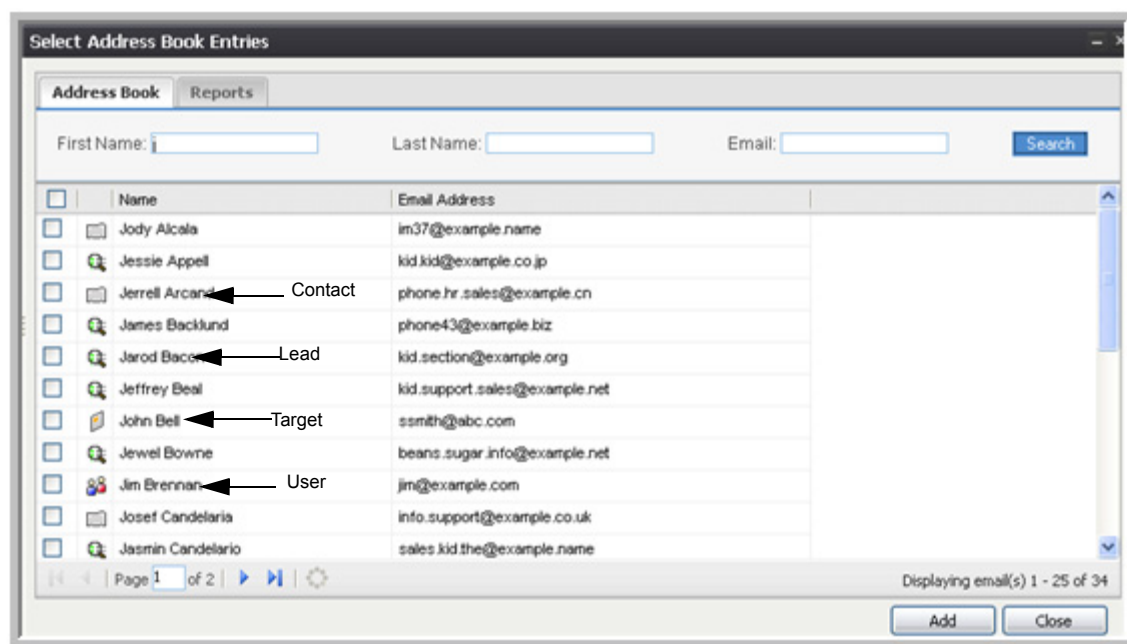 Select Address Book Entries
Address Book Reports
First Name: j Last Name: Email: Search
Name Email Address
Jody Alcala im37@example.name
Jessie Appell kid.kid@example.co.jp
Jerrell Arcand Contact phone.hr.sales@example.cn
James Backlund phone43@example.biz
Jarod Bacon Lead kid.section@example.org
Jeffrey Beal kid.support.sales@example.net
John Bell Target ssmith@abc.com
Jewel Bowne beans.sugar.info@example.net
Jim Brennan User jim@example.com
Josef Candelaria info.support@example.co.uk
Jasmin Candelario sales.kid.the@example.name
Page 1 of 2 Displaying email(s) 1 - 25 of 34
Add Close